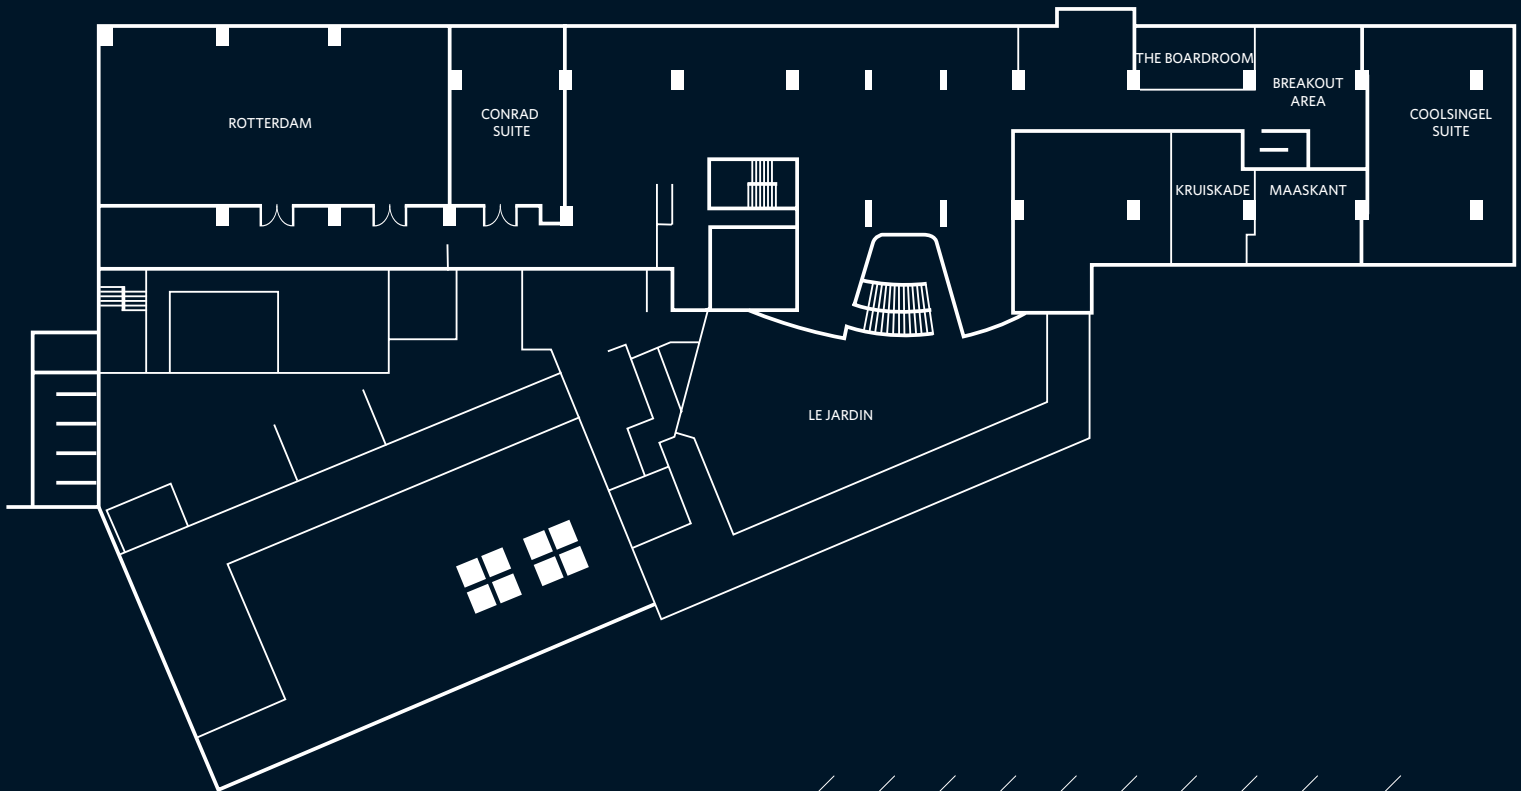 ROTTERDAM
CONRAD
SUITE
THE BOARDROOM
BREAKOUT
AREA
COOLSINGEL
SUITE
KRUISKADE
MAASKANT
LE JARDIN